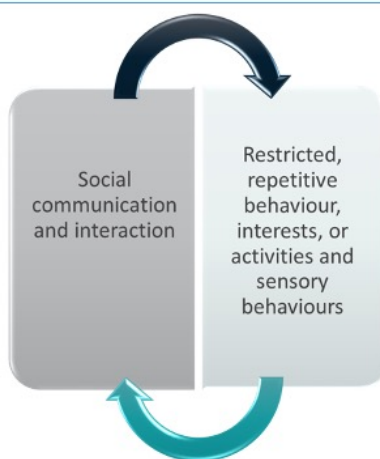 Social
communication
and interaction
Restricted,
repetitive
behaviour,
interests, or
activities and
sensory
behaviours